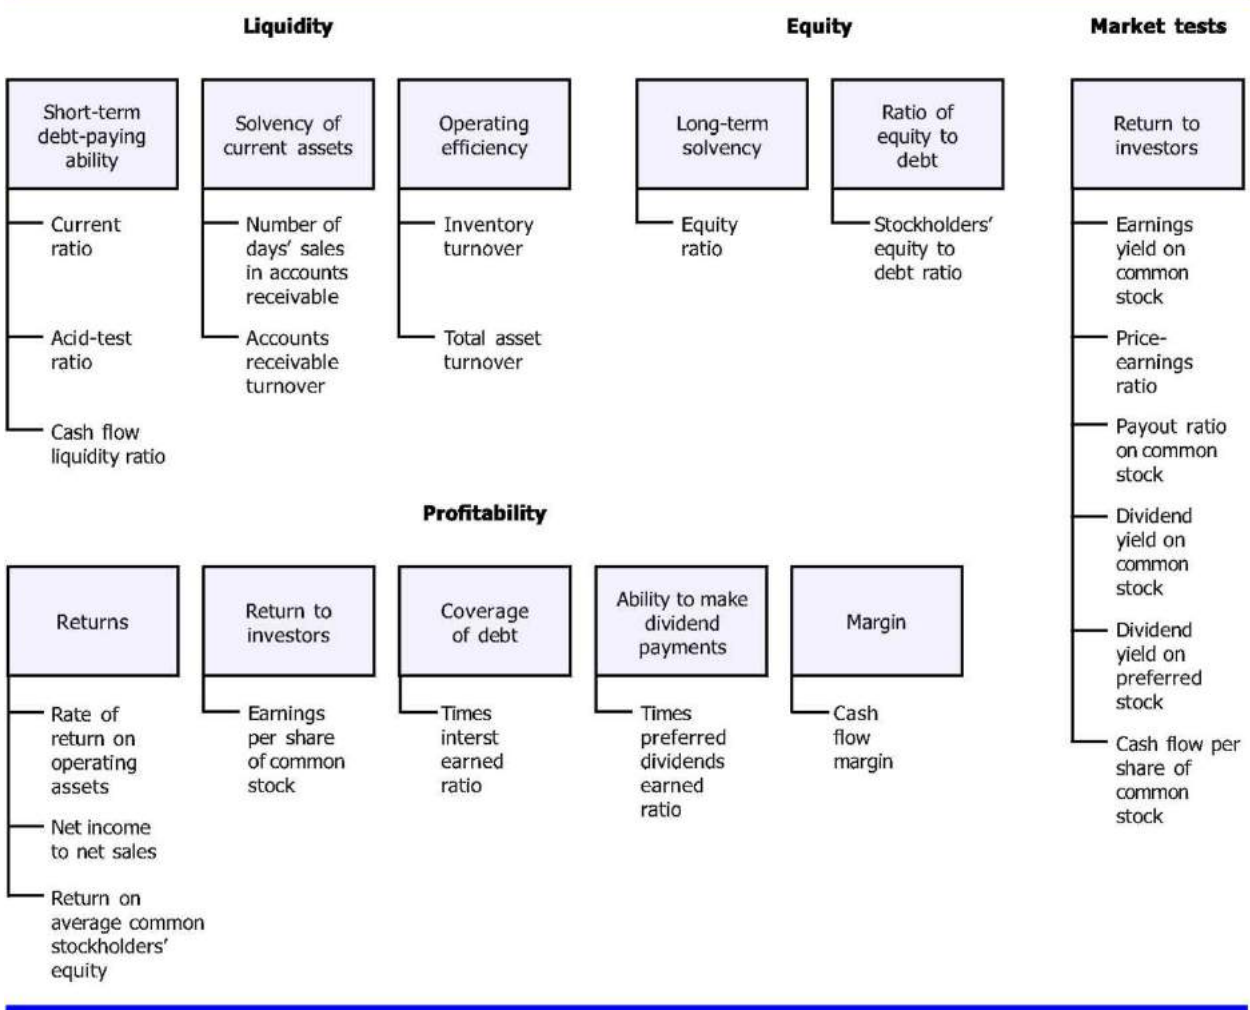 Liquidity
Short-term
debt-paying
ability
Current
ratio
Acid-test
ratio
Cash flow
liquidity ratio
Solvency of
current assets
Number of
days' sales
in accounts
receivable
Accounts
receivable
turnover
Operating
efficiency
Inventory
turnover
Total asset
turnover
Equity
Long-term
solvency
Equity
ratio
Ratio of
equity to
debt
Stockholders'
equity to
debt ratio
Market tests
Return to
investors
Earnings
yield on
common
stock
Price-
earnings
ratio
Payout ratio
on common
stock
Dividend
yield on
common
stock
Dividend
yield on
preferred
stock
Cash flow per
share of
common
stock
Profitability
Returns
Rate of
return on
operating
assets
Net income
to net sales
Return on
average common
stockholders'
equity
Return to
investors
Earnings
per share
of common
stock
Coverage
of debt
Times
interst
earned
ratio
Ability to make
dividend
payments
Times
preferred
dividends
earned
ratio
Margin
Cash
flow
margin